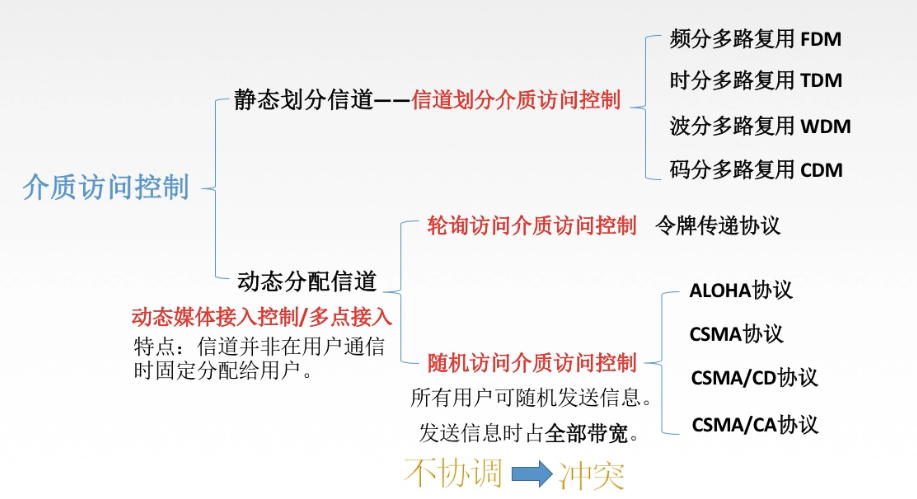 介质访问控制
静态划分信道——信道划分介质访问控制
频分多路复用 FDM
时分多路复用 TDM
波分多路复用 WDM
码分多路复用 CDM
动态分配信道
动态媒体接入控制/多点接入
特点：信道并非在用户通信
时固定分配给用户。
轮询访问介质访问控制 令牌传递协议
随机访问介质访问控制
所有用户可随机发送信息。
发送信息时占全部带宽。
ALOHA协议
CSMA协议
CSMA/CD协议
CSMA/CA协议
不协调 冲突